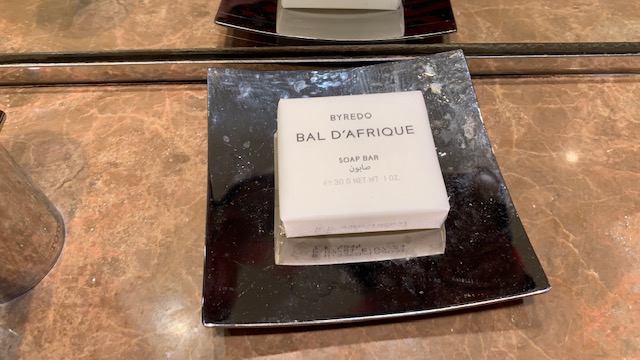 BYREDO
BAL D'AFRIQUE
SOAP BAR
صابون
℮ 30 G NET WT. 1 OZ.